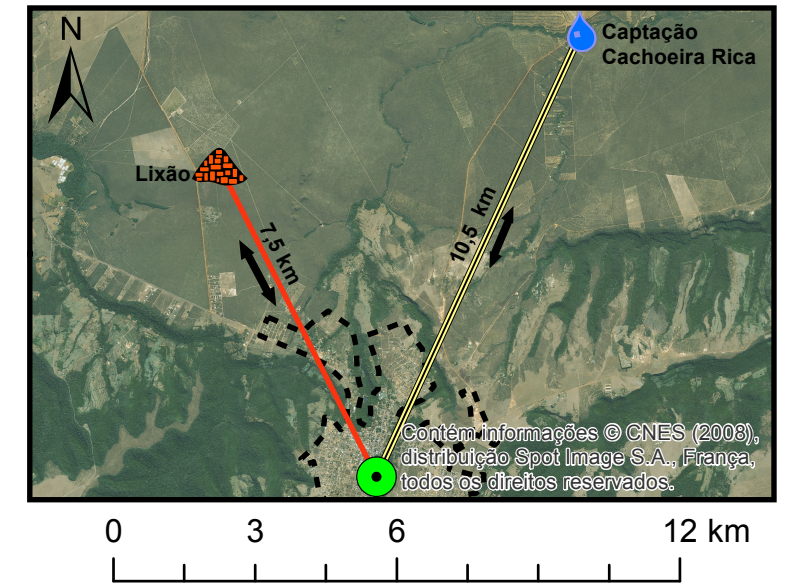 N
Captação
Cachoeira Rica
Lixão
7,5 km
10,5 km
Contém informações © CNES (2008),
distribuição Spot Image S.A., França,
todos os direitos reservados.
0 3 6 12 km